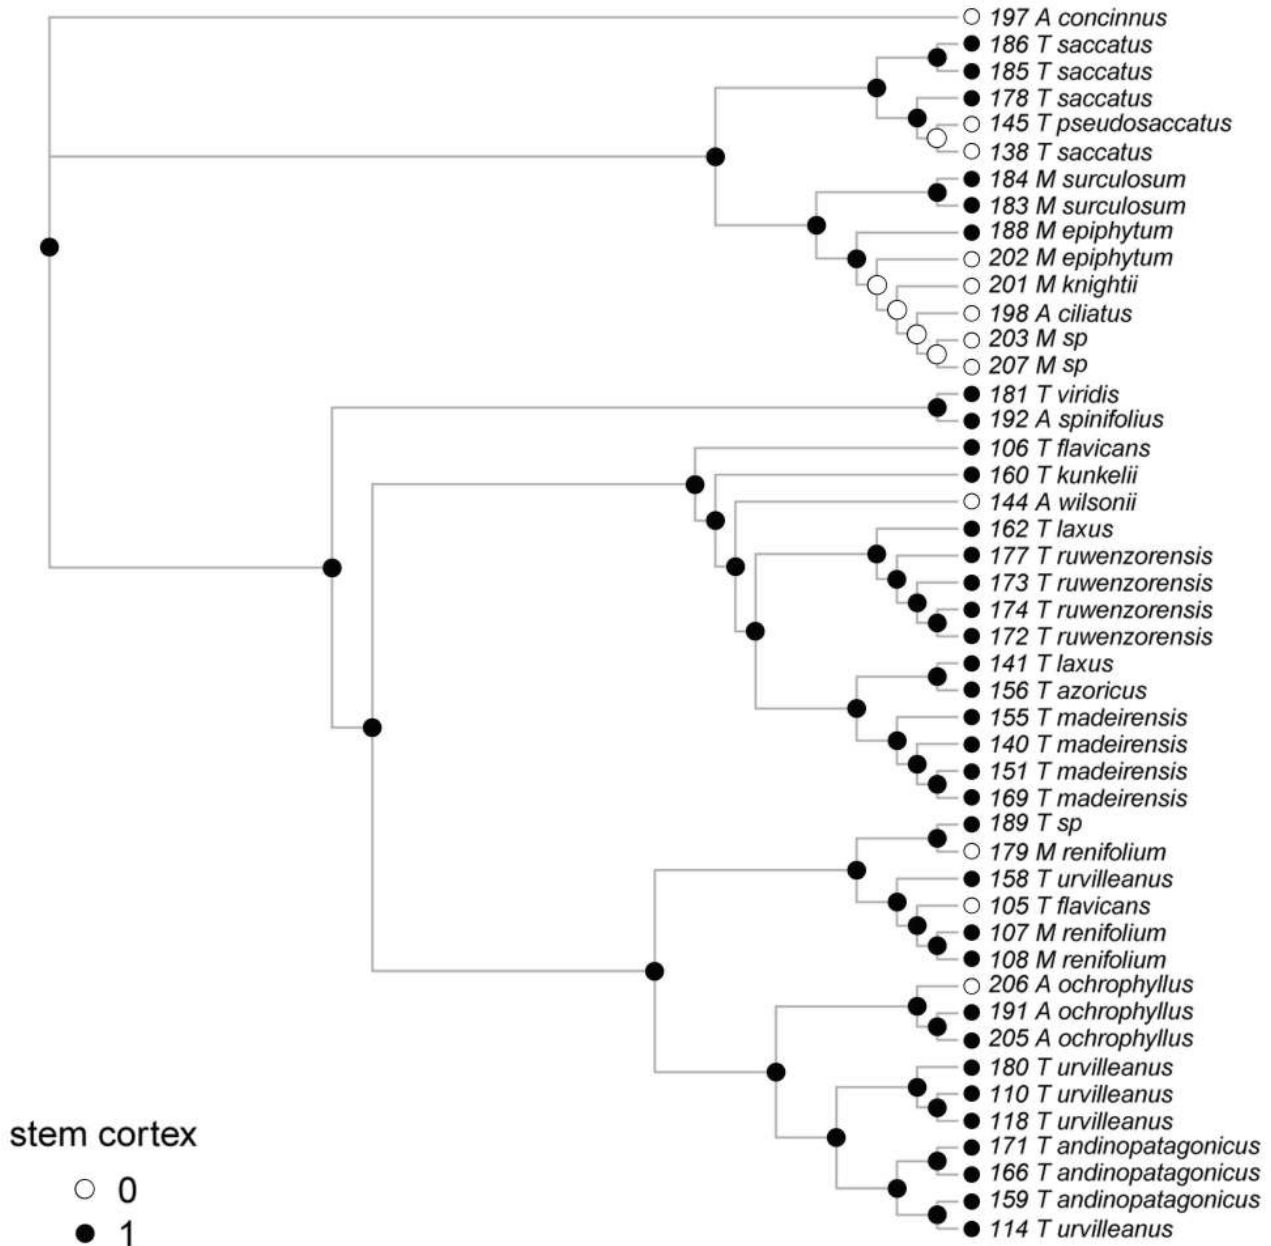 197 A concinnus
186 T saccatus
185 T saccatus
178 T saccatus
145 T pseudosaccatus
138 T saccatus
184 M surculosum
183 M surculosum
188 M epiphytum
202 M epiphytum
201 M knightii
198 A ciliatus
203 M sp
207 M sp
181 T viridis
192 A spinifolius
106 T flavicans
160 T kunkelii
144 A wilsonii
162 T laxus
177 T ruwenzorensis
173 T ruwenzorensis
174 T ruwenzorensis
172 T ruwenzorensis
141 T laxus
156 T azoricus
155 T madeirensis
140 T madeirensis
151 T madeirensis
169 T madeirensis
189 T sp
179 M renifolium
158 T urvilleanus
105 T flavicans
107 M renifolium
108 M renifolium
206 A ochrophyllus
191 A ochrophyllus
205 A ochrophyllus
180 T urvilleanus
110 T urvilleanus
118 T urvilleanus
171 T andinopatagonicus
166 T andinopatagonicus
159 T andinopatagonicus
114 T urvilleanus
stem cortex
0
1